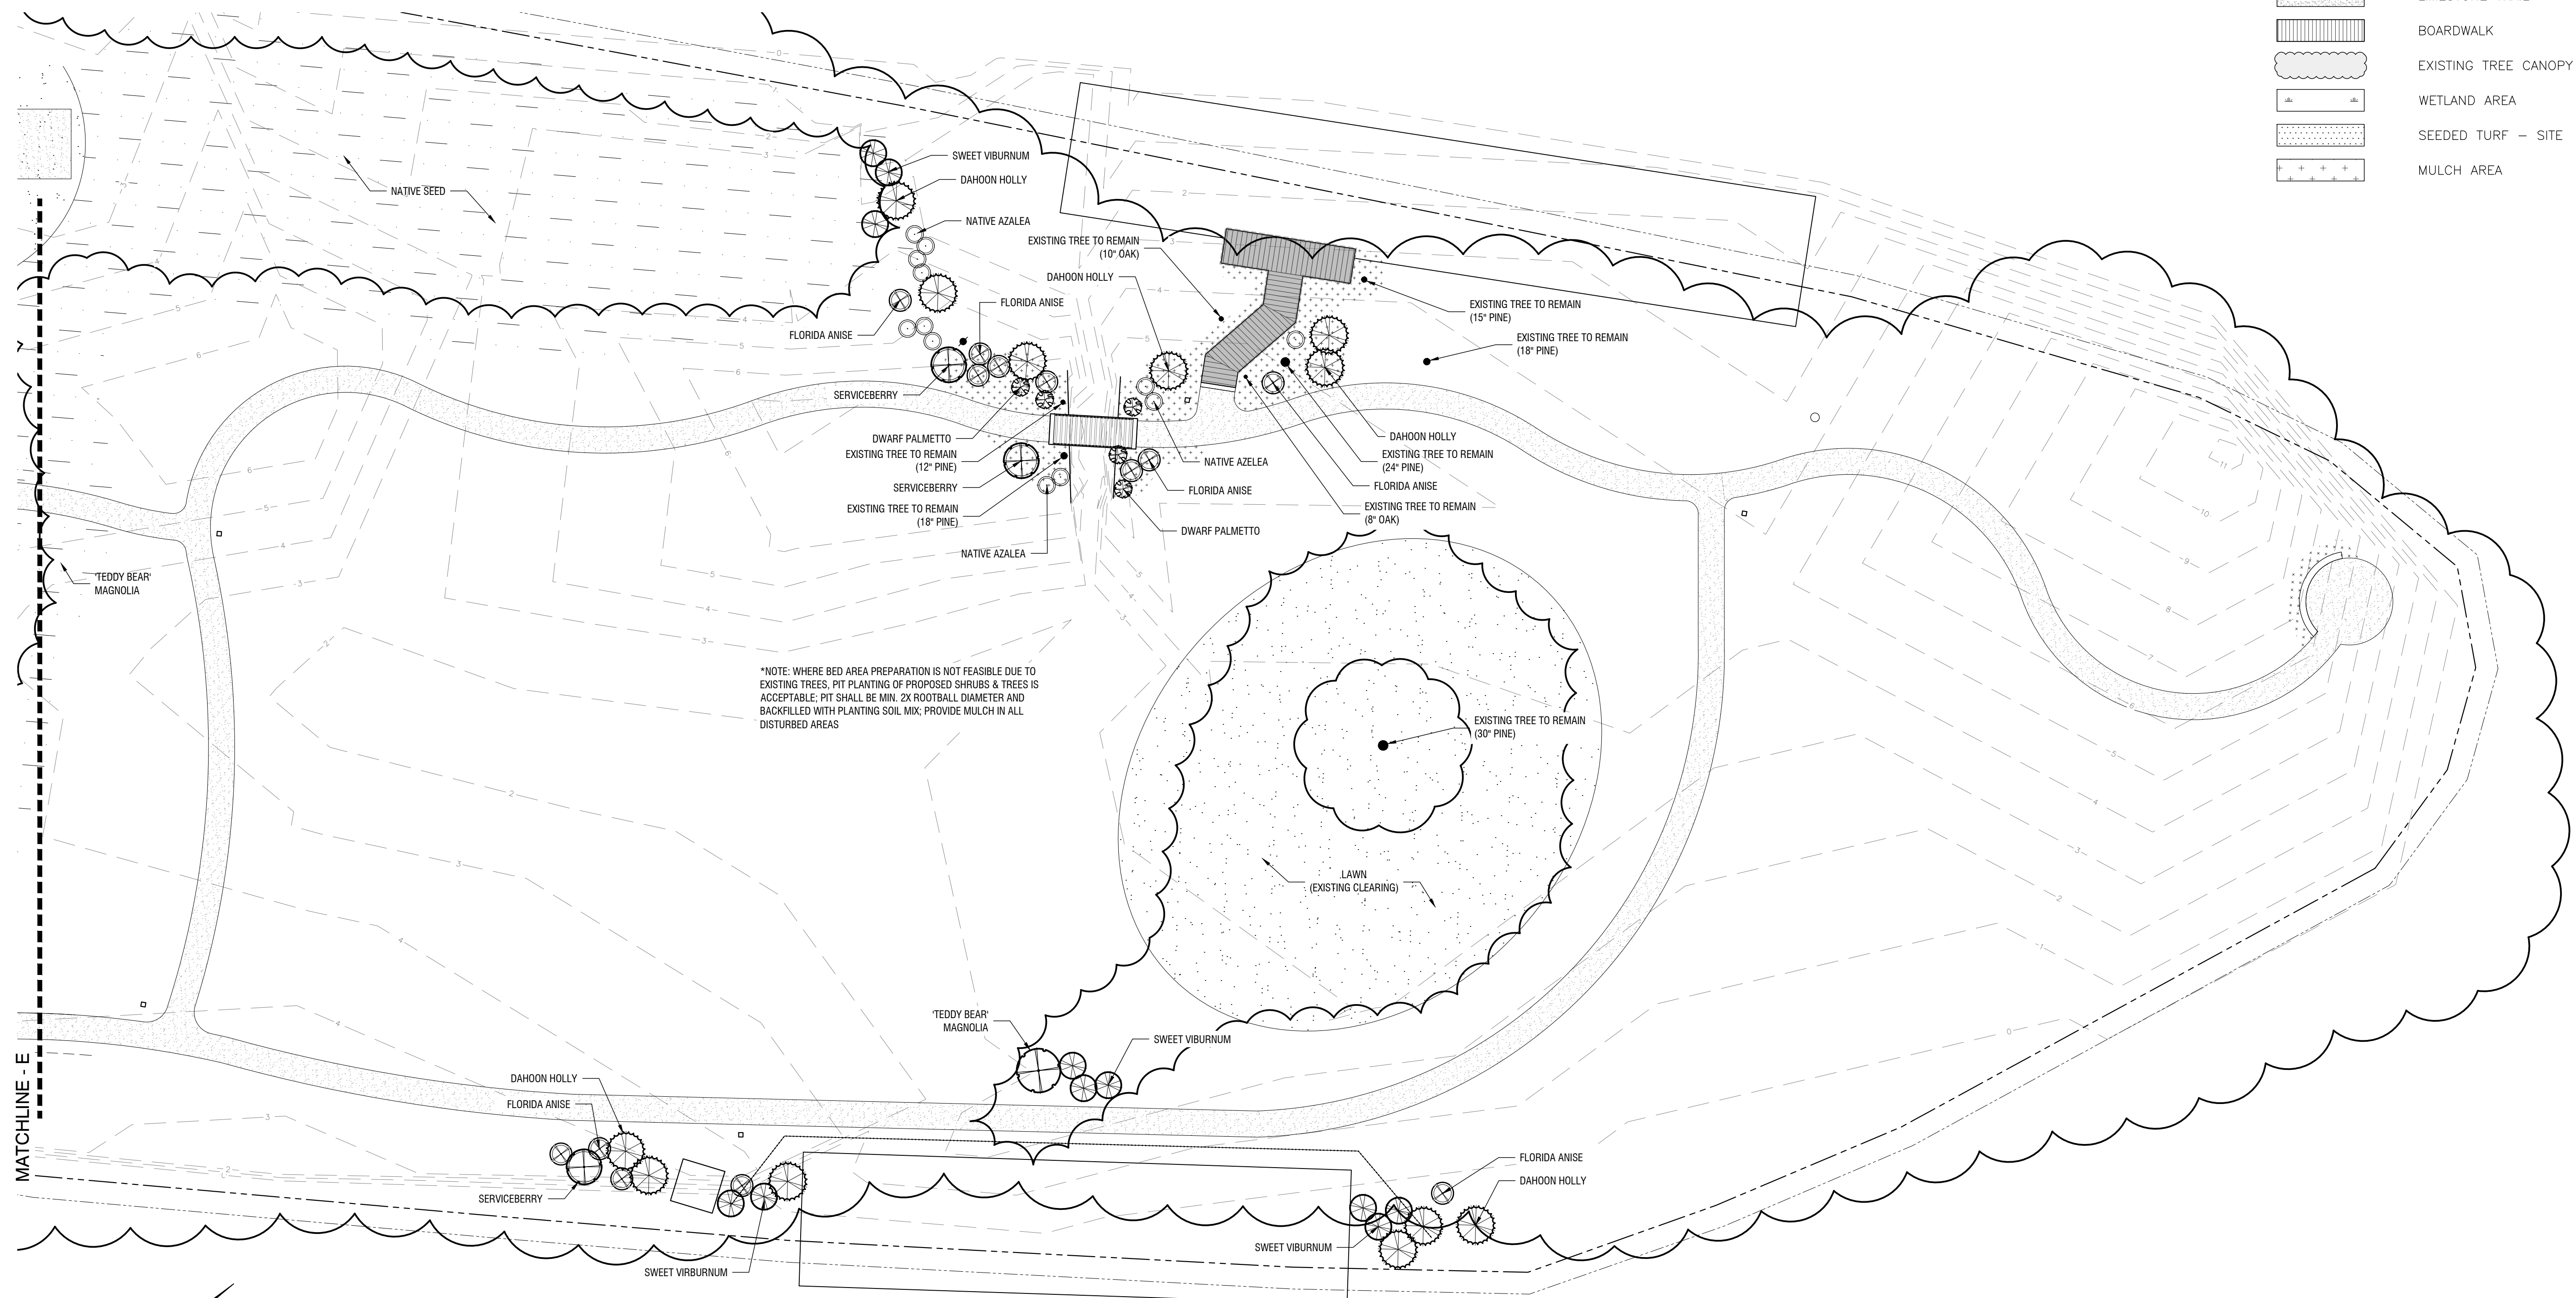 BOARDWALK
EXISTING TREE CANOPY
WETLAND AREA
SEEDED TURF – SITE
MULCH AREA
SWEET VIBURNUM
DAHOON HOLLY
NATIVE SEED
NATIVE AZALEA
EXISTING TREE TO REMAIN
(10" OAK)
DAHOON HOLLY
FLORIDA ANISE
FLORIDA ANISE
EXISTING TREE TO REMAIN
(15" PINE)
EXISTING TREE TO REMAIN
(18" PINE)
SERVICEBERRY
DWARF PALMETTO
EXISTING TREE TO REMAIN
(12" PINE)
SERVICEBERRY
EXISTING TREE TO REMAIN
(18" PINE)
NATIVE AZALEA
DAHOON HOLLY
EXISTING TREE TO REMAIN
(24" PINE)
NATIVE AZELEA
FLORIDA ANISE
FLORIDA ANISE
EXISTING TREE TO REMAIN
(8" OAK)
DWARF PALMETTO
'TEDDY BEAR'
MAGNOLIA
*NOTE: WHERE BED AREA PREPARATION IS NOT FEASIBLE DUE TO
EXISTING TREES, PIT PLANTING OF PROPOSED SHRUBS & TREES IS
ACCEPTABLE; PIT SHALL BE MIN. 2X ROOTBALL DIAMETER AND
BACKFILLED WITH PLANTING SOIL MIX; PROVIDE MULCH IN ALL
DISTURBED AREAS
EXISTING TREE TO REMAIN
(30" PINE)
LAWN
(EXISTING CLEARING)
'TEDDY BEAR'
MAGNOLIA
SWEET VIBURNUM
MATCHLINE - E
DAHOON HOLLY
FLORIDA ANISE
SERVICEBERRY
SWEET VIRBURNUM
FLORIDA ANISE
DAHOON HOLLY
SWEET VIBURNUM